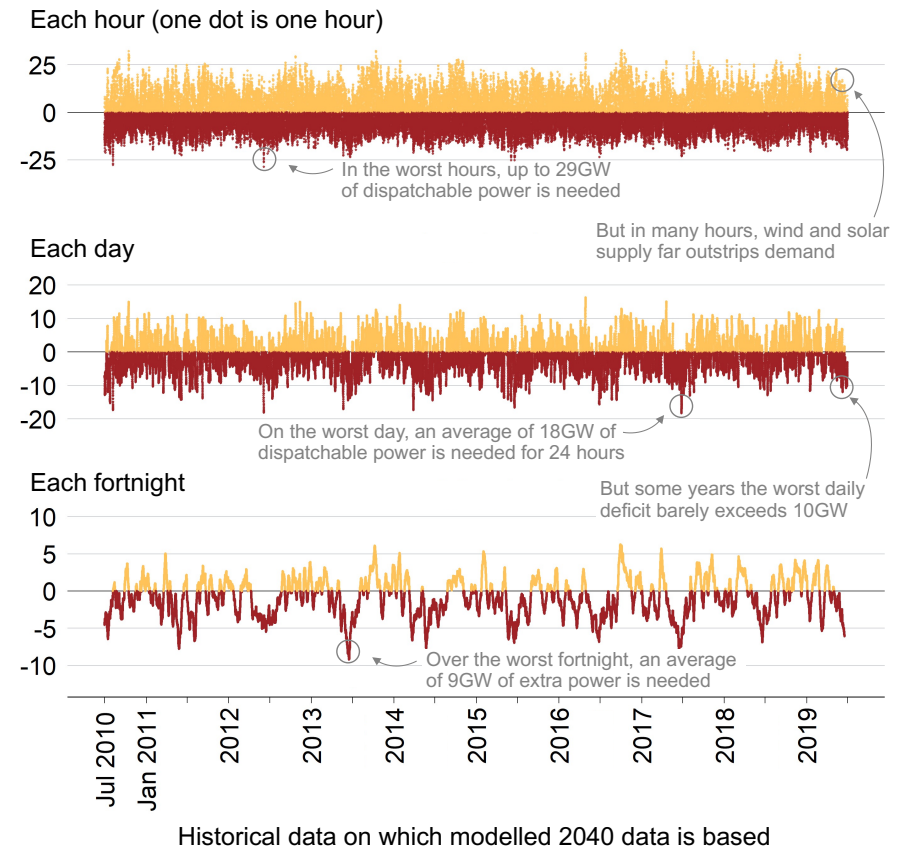 Each hour (one dot is one hour)
25
0
-25
In the worst hours, up to 29GW
of dispatchable power is needed
But in many hours, wind and solar
supply far outstrips demand
Each day
20
10
0
-10
-20
On the worst day, an average of 18GW of
dispatchable power is needed for 24 hours
But some years the worst daily
deficit barely exceeds 10GW
Each fortnight
10
5
0
-5
-10
Over the worst fortnight, an average
of 9GW of extra power is needed
Jul 2010
Jan 2011
2012
2013
2014
2015
2016
2017
2018
2019
Historical data on which modelled 2040 data is based